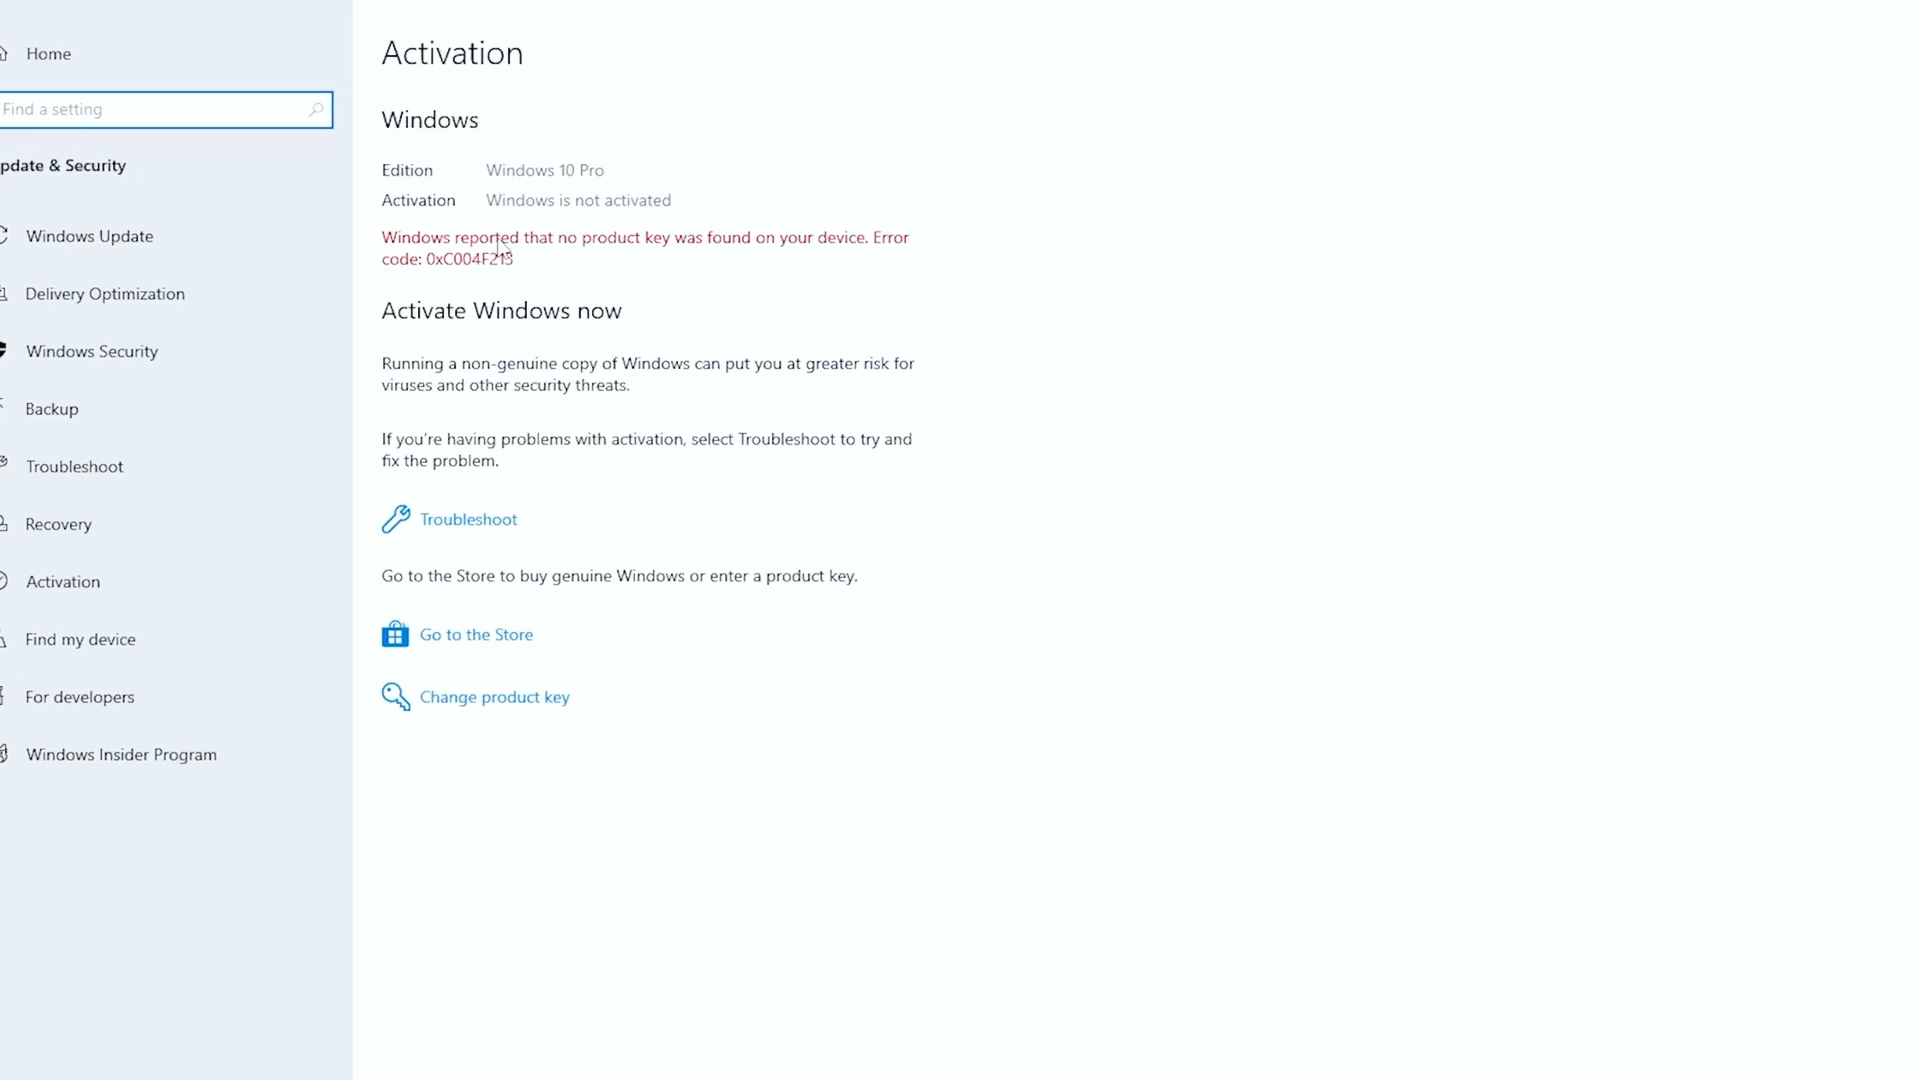 Home
Find a setting
pdate & Security
Windows Update
Delivery Optimization
Windows Security
Backup
Troubleshoot
Recovery
Activation
Find my device
For developers
Windows Insider Program
Activation
Windows
Edition Windows 10 Pro
Activation Windows is not activated
Windows reported that no product key was found on your device. Error
code: 0xC004F213
Activate Windows now
Running a non-genuine copy of Windows can put you at greater risk for
viruses and other security threats.
If you're having problems with activation, select Troubleshoot to try and
fix the problem.
Troubleshoot
Go to the Store to buy genuine Windows or enter a product key.
Go to the Store
Change product key